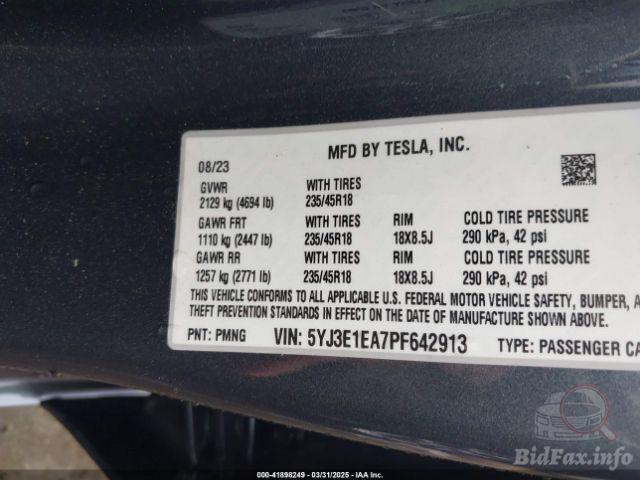 MFD BY TESLA, INC.
08/23
GVWR WITH TIRES
2129 kg (4694 lb) 235/45R18
GAWR FRT WITH TIRES RIM COLD TIRE PRESSURE
1110 kg (2447 lb) 235/45R18 18X8.5J 290 kPa, 42 psi
GAWR RR WITH TIRES RIM COLD TIRE PRESSURE
1257 kg (2771 lb) 235/45R18 18X8.5J 290 kPa, 42 psi
THIS VEHICLE CONFORMS TO ALL APPLICABLE U.S. FEDERAL MOTOR VEHICLE SAFETY, BUMPER, A
THEFT PREVENTION STANDARDS IN EFFECT ON THE DATE OF MANUFACTURE SHOWN ABOVE.
PNT: PMNG VIN: 5YJ3E1EA7PF642913 TYPE: PASSENGER CA
BidFax.info
000-41898249 - 03/31/2025 - IAA Inc.